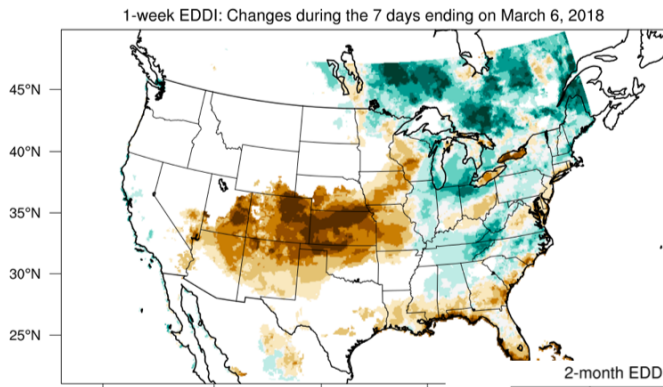 1-week EDDI: Changes during the 7 days ending on March 6, 2018
45°N
40°N
35°N
30°N
25°N
2-month EDD